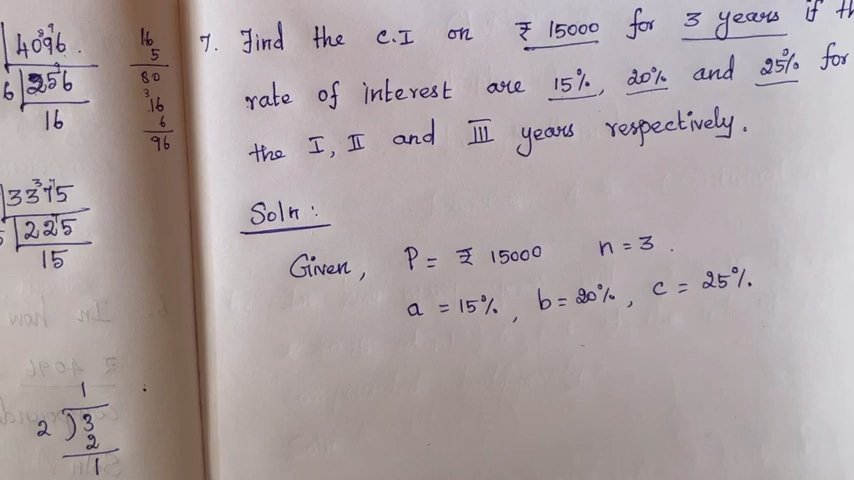 4096.
6 256
16
3375
225
15
1
2 ) 3
2
1
16
5
80
16
6
96
7. Find the C.I on ₹ 15000 for 3 years if
rate of interest are 15%, 20% and 25% for
the I, II and III years respectively.
Soln:
Given, P = ₹ 15000 n = 3.
a = 15%, b = 20%, c = 25%.